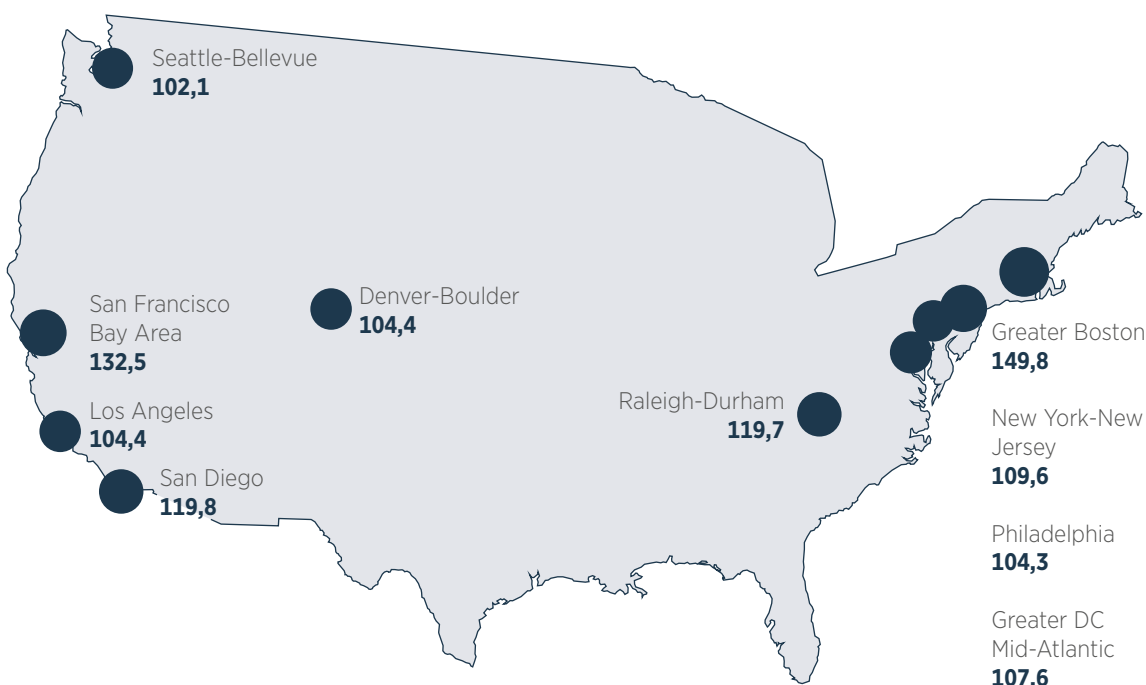 Seattle-Bellevue
102,1
San Francisco
Bay Area
132,5
Denver-Boulder
104,4
Los Angeles
104,4
San Diego
119,8
Raleigh-Durham
119,7
Greater Boston
149,8
New York-New
Jersey
109,6
Philadelphia
104,3
Greater DC
Mid-Atlantic
107,6